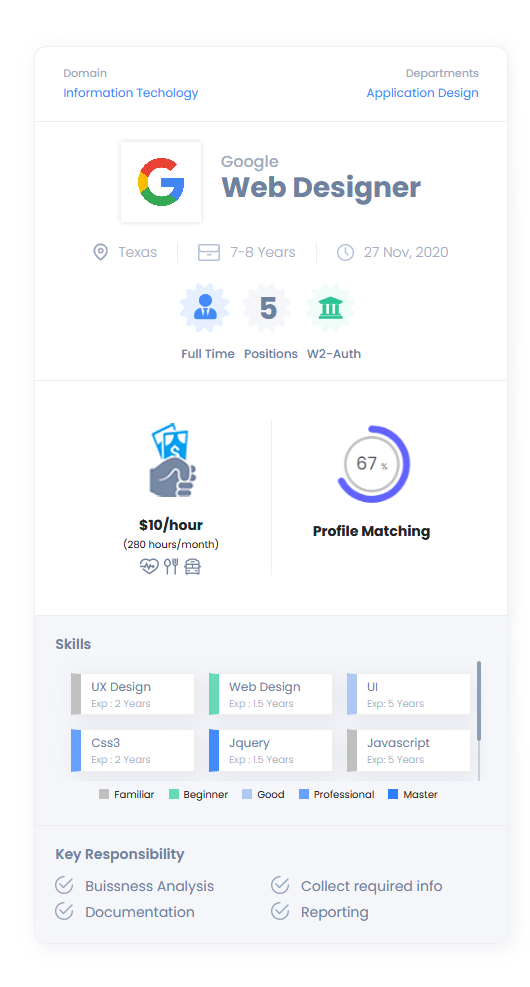 Domain Departments
Information Techology Application Design
Google
Web Designer
Texas 7-8 Years 27 Nov, 2020
5
Full Time Positions W2-Auth
67 %
$10/hour
Profile Matching
(280 hours/month)
Skills
UX Design Web Design UI
Exp : 2 Years Exp : 1.5 Years Exp: 5 Years
Css3 Jquery Javascript
Exp : 2 Years Exp : 1.5 Years Exp: 5 Years
Familiar Beginner Good Professional Master
Key Responsibility
Buissness Analysis Collect required info
Documentation Reporting